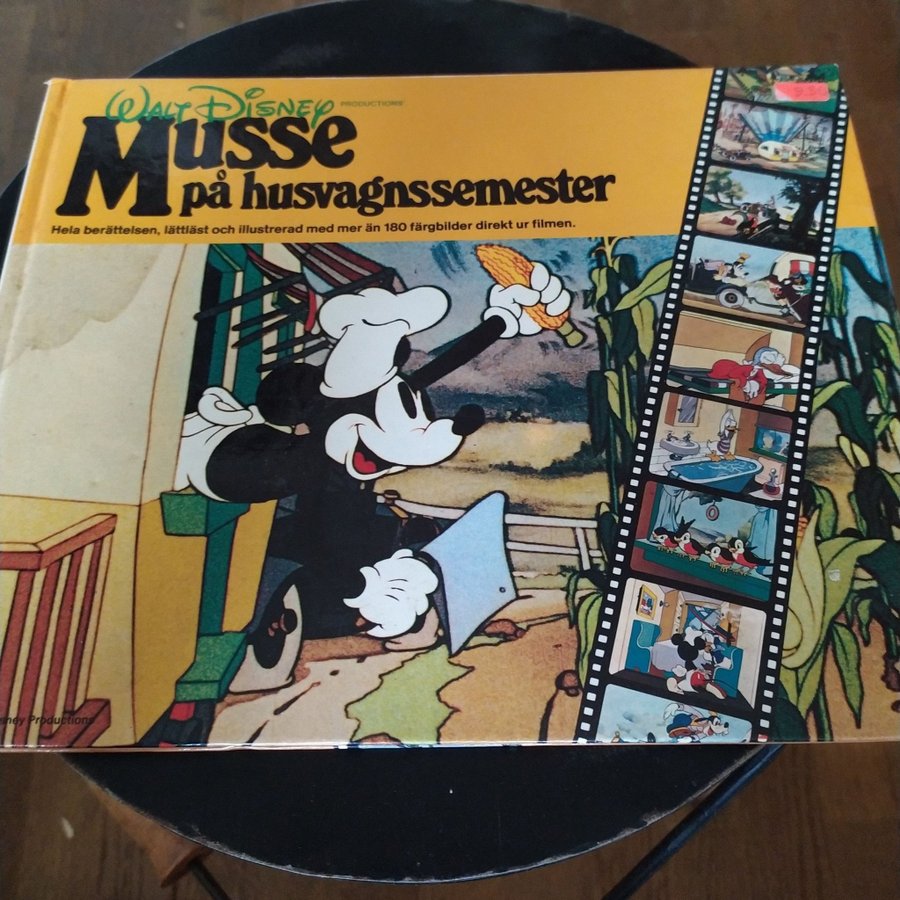 WALT DISNEY PRODUCTIONS
Musse
på husvagnssemester
Hela berättelsen, lättläst och illustrerad med mer än 180 färgbilder direkt ur filmen.
Productions